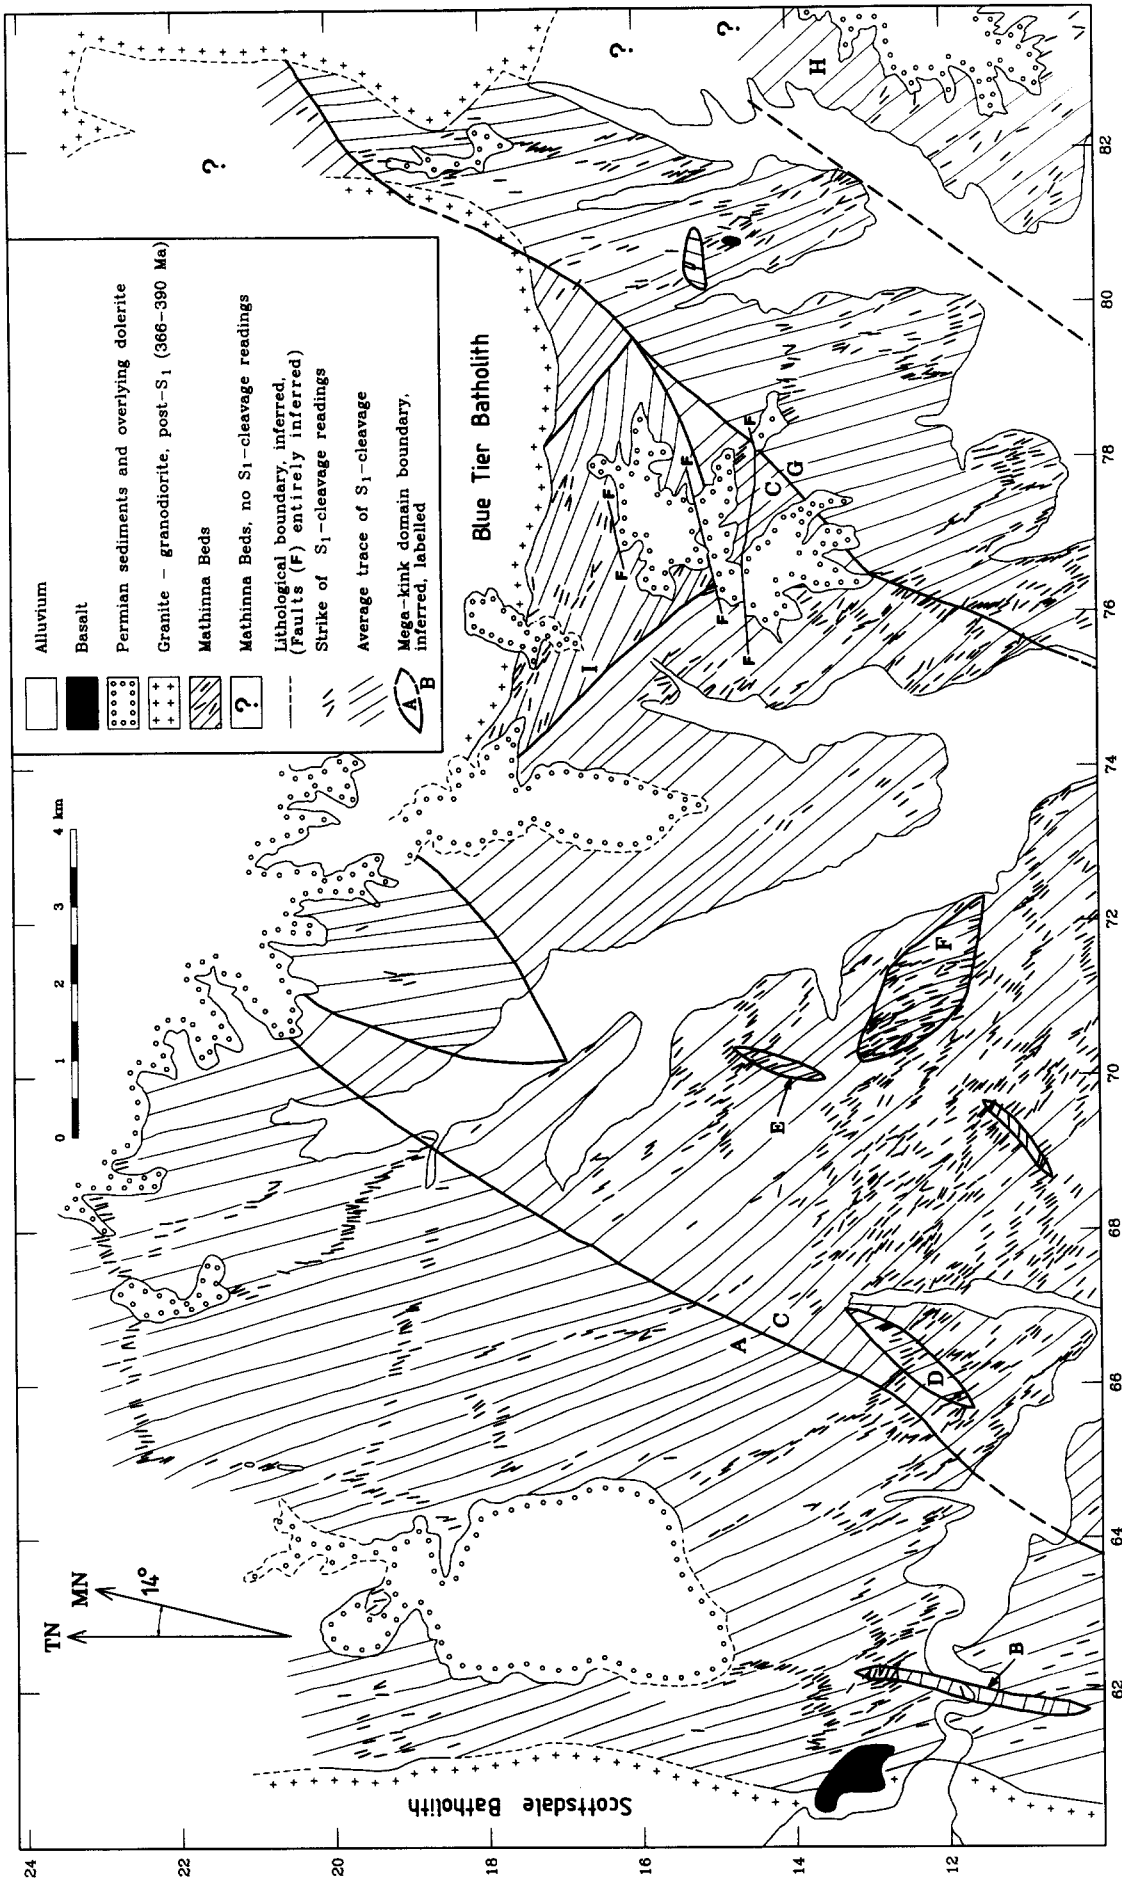 Alluvium
Basalt
Permian sediments and overlying dolerite
Granite – granodiorite, post-S1 (366-390 Ma)
Mathinna Beds
?
Mathinna Beds, no S1-cleavage readings
Lithological boundary, inferred,
(Faults (F) entirely inferred)
Strike of S1-cleavage readings
Average trace of S1-cleavage
A
B
Mega-kink domain boundary,
inferred, labelled
0 1 2 3 4 km
TN
MN
14°
Scottsdale Batholith
Blue Tier Batholith
?
?
?
A
C
B
D
E
F
I
C
G
H
F
F
F
F
F
F
F
24
22
20
18
16
14
12
62
64
66
68
70
72
74
76
78
80
82